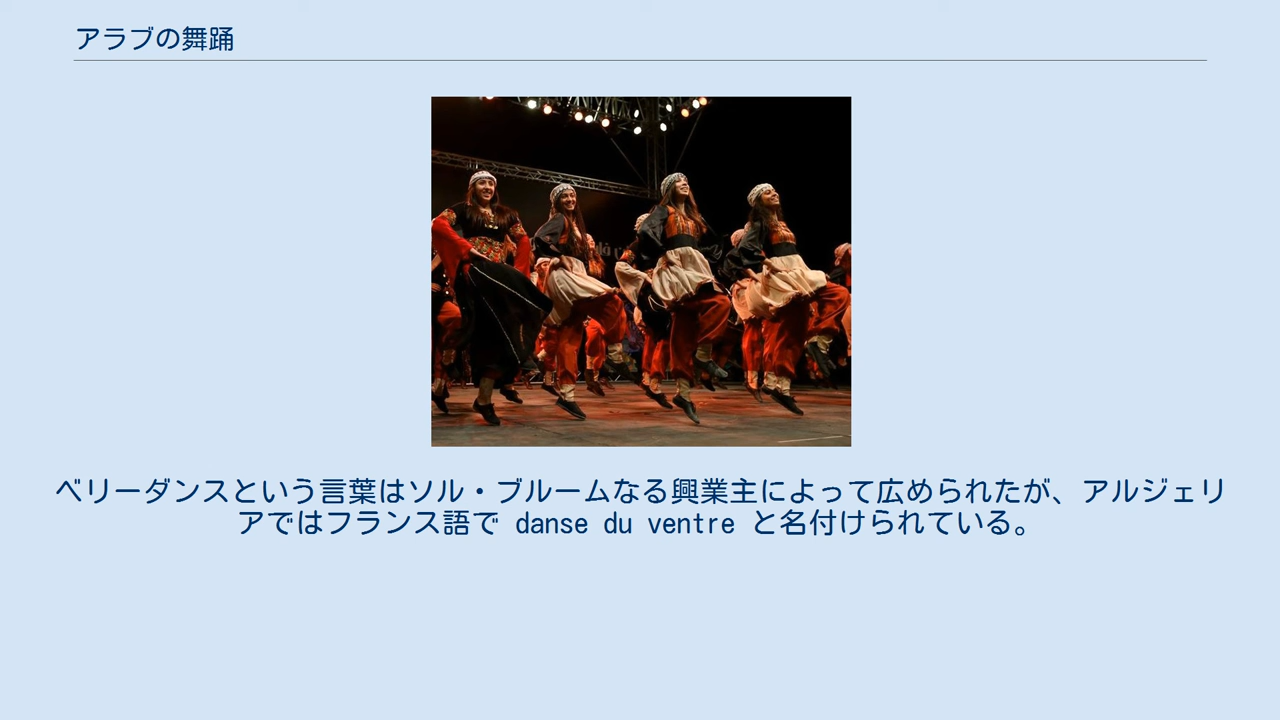 アラブの舞踊
ベリーダンスという言葉はソル・ブルームなる興業主によって広められたが、アルジェリ
アではフランス語で danse du ventre と名付けられている。